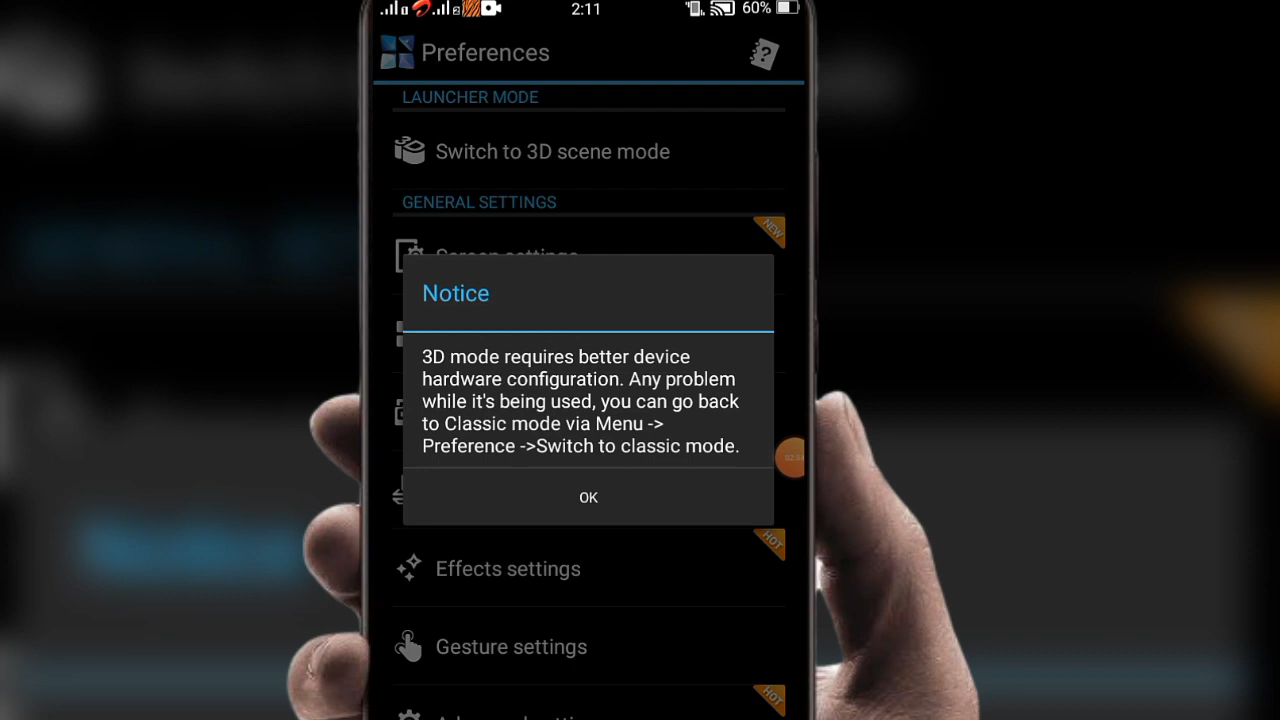 2:11
60%
Preferences
LAUNCHER MODE
Switch to 3D scene mode
GENERAL SETTINGS
NEW
Screen settings
Notice
3D mode requires better device
hardware configuration. Any problem
while it's being used, you can go back
to Classic mode via Menu ->
Preference ->Switch to classic mode.
OK
HOT
Effects settings
Gesture settings
HOT